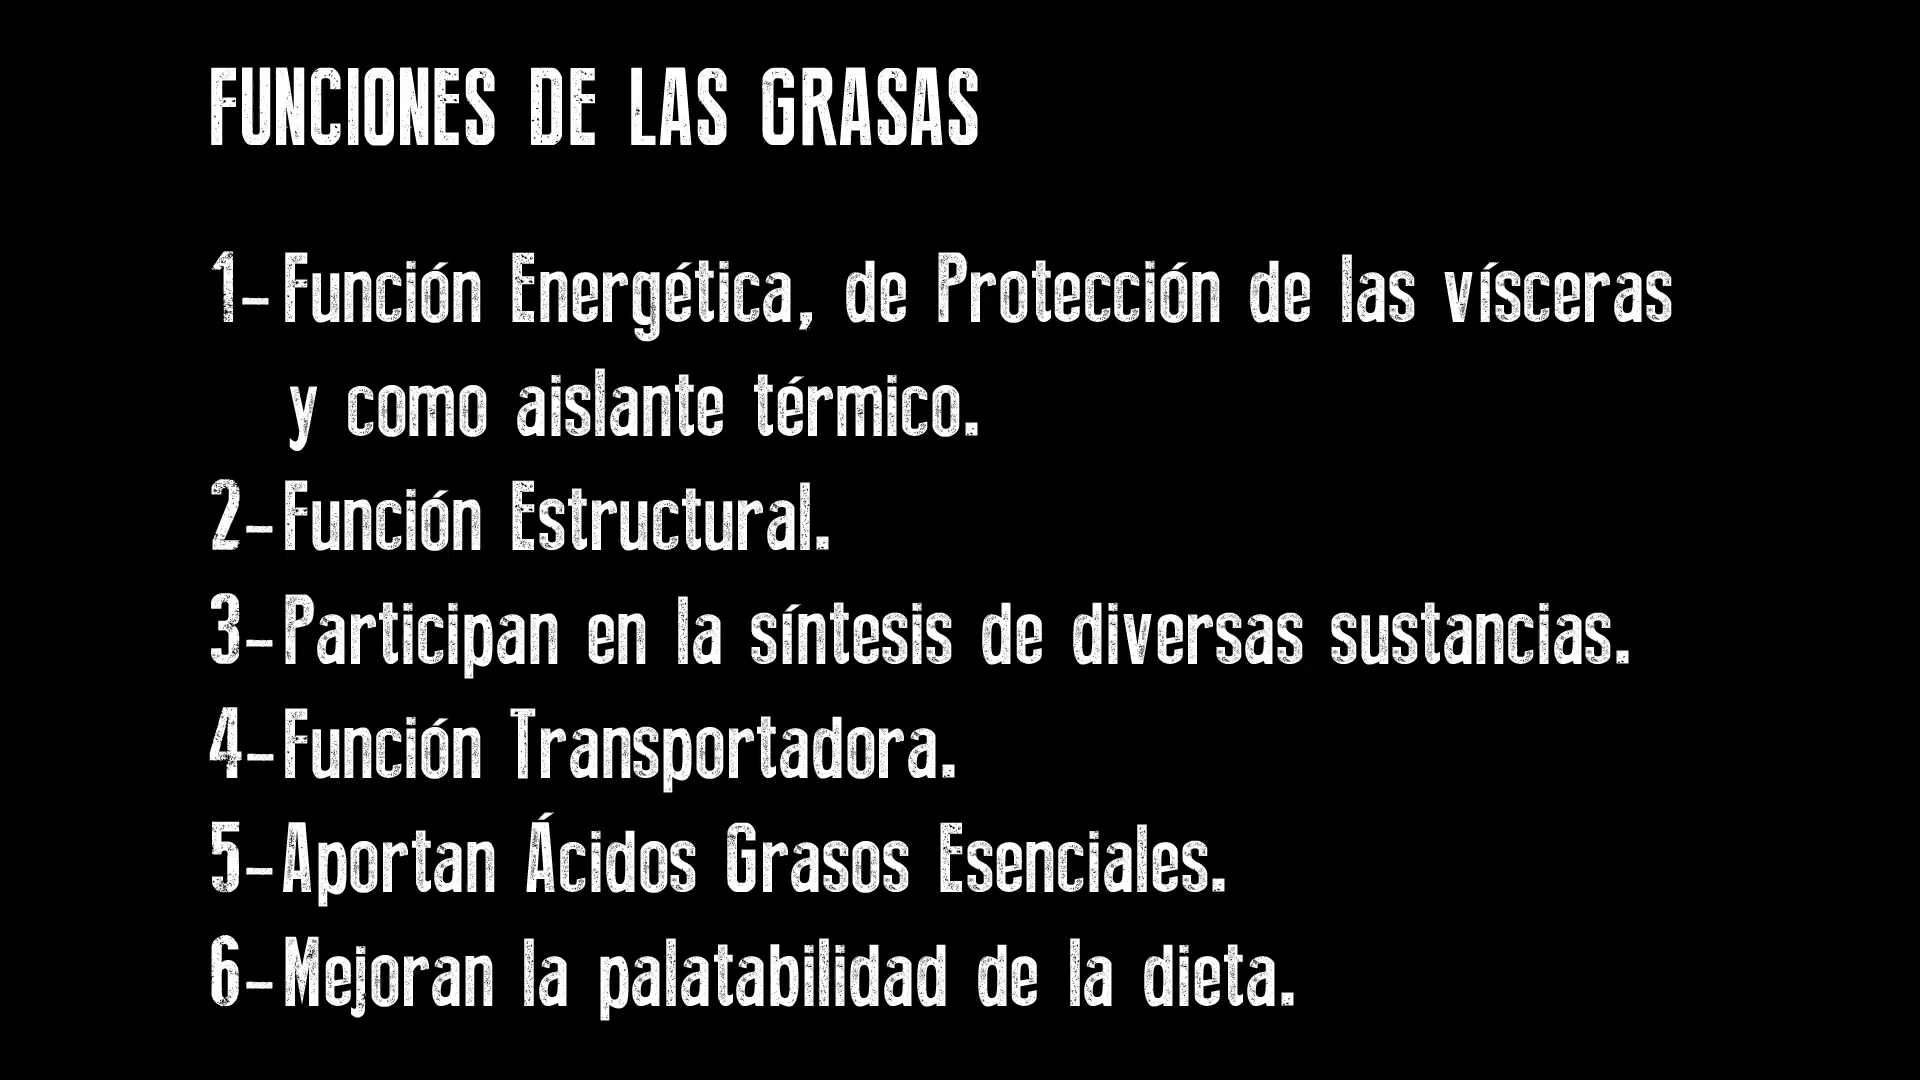 FUNCIONES DE LAS GRASAS
1-Función Energética, de Protección de las vísceras
y como aislante térmico.
2-Función Estructural.
3-Participan en la síntesis de diversas sustancias.
4-Función Transportadora.
5-Aportan Ácidos Grasos Esenciales.
6-Mejoran la palatabilidad de la dieta.